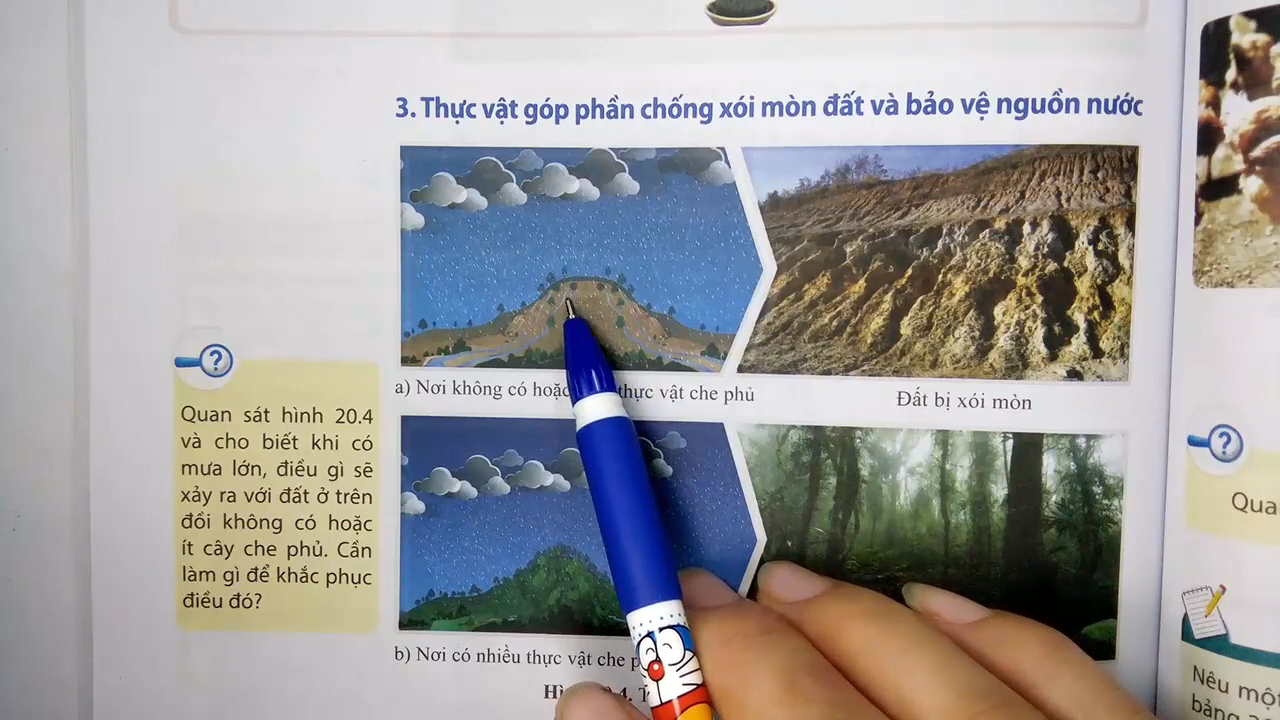 3. Thực vật góp phần chống xói mòn đất và bảo vệ nguồn nước
a) Nơi không có hoặc thực vật che phủ
Đất bị xói mòn
?
Quan sát hình 20.4
và cho biết khi có
mưa lớn, điều gì sẽ
xảy ra với đất ở trên
đồi không có hoặc
ít cây che phủ. Cần
làm gì để khắc phục
điều đó?
b) Nơi có nhiều thực vật che
?
Nêu